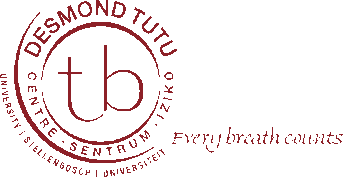 DESMOND TUTU
tb
CENTRE · SENTRUM · IZIKO
UNIVERSITY | STELLENBOSCH | UNIVERSITEIT
Every breath counts